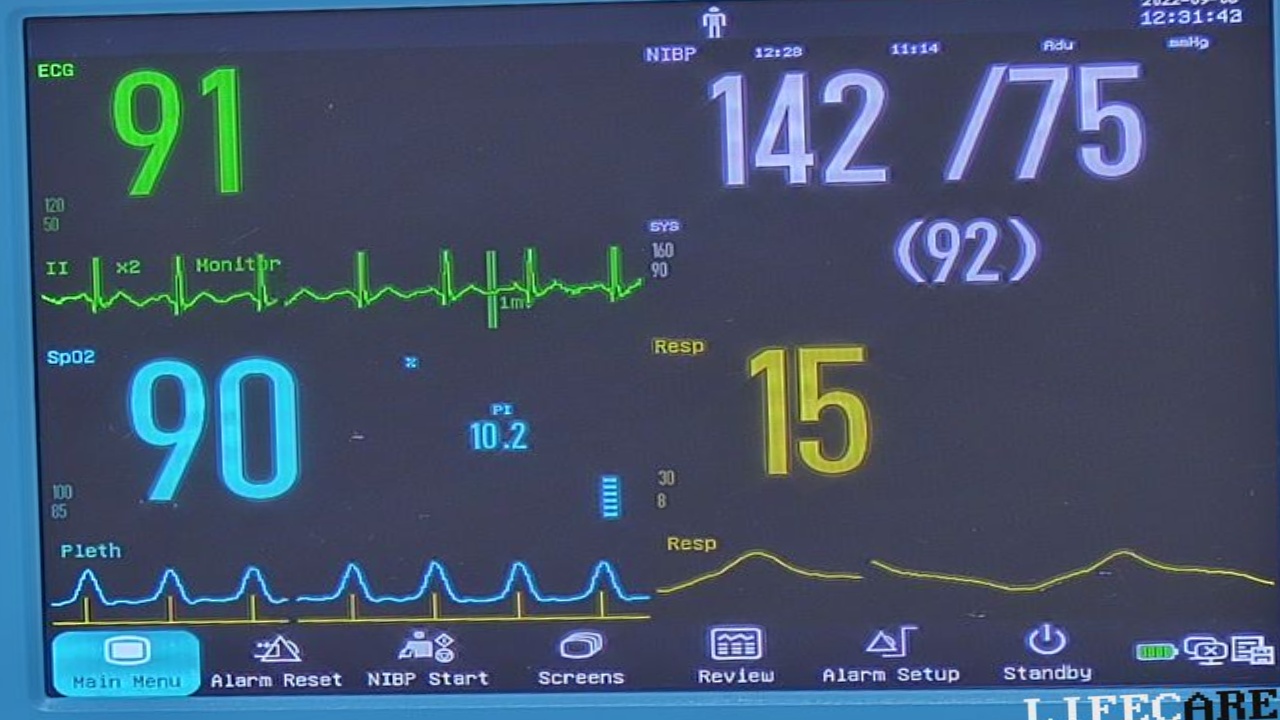 12:31:43
ECG
91
120
50
NIBP 12:28 11:14 Adu mmHg
142 /75
(92)
SYS
160
90
II x2 Monitor
SpO2
90
%
PI
10.2
100
85
Resp
15
30
8
Pleth
Resp
Main Menu
Alarm Reset
NIBP Start
Screens
Review
Alarm Setup
Standby
LIFECARE